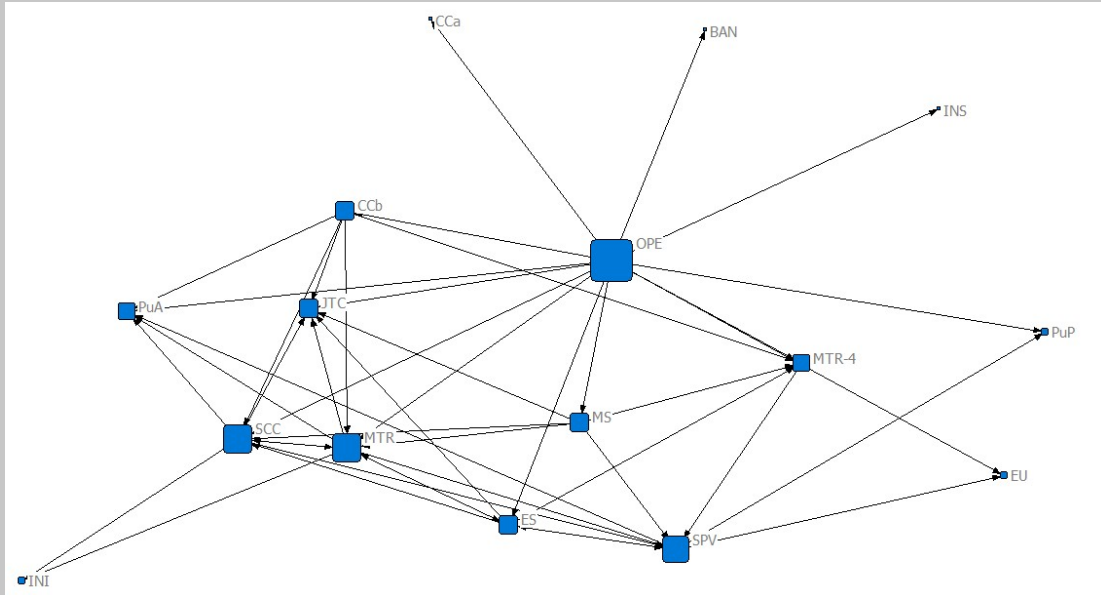 CCa
BAN
INS
CCb
OPE
PuA
JTC
PuP
MTR-4
MS
SCC
MTR
EU
ES
SPV
INI